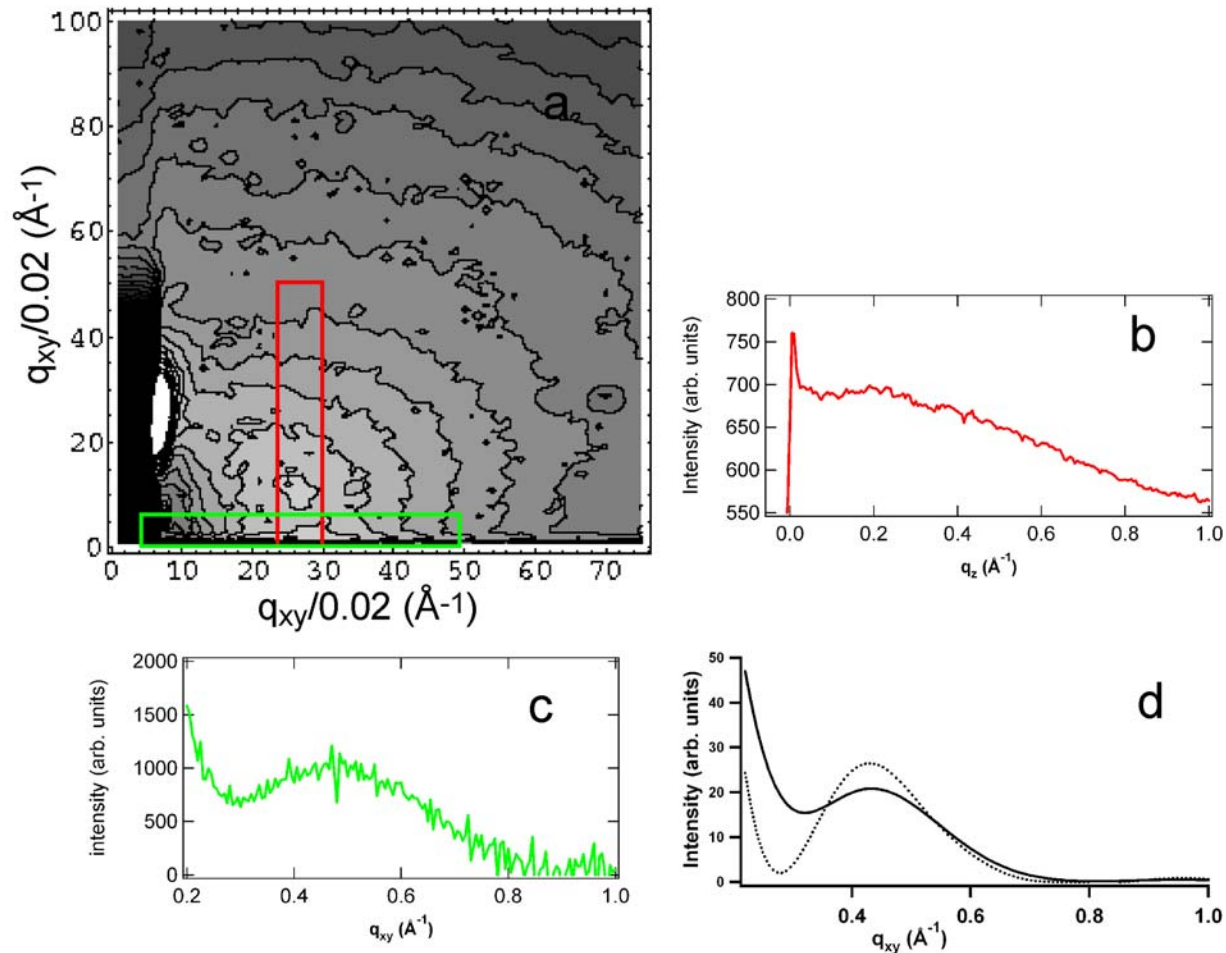 a
100
80
60
40
20
0
qxy/0.02 (Å-1)
0 10 20 30 40 50 60 70
qxy/0.02 (Å-1)
b
800
750
700
650
600
550
Intensity (arb. units)
0.0 0.2 0.4 0.6 0.8 1.0
qz (Å-1)
c
2000
1500
1000
500
0
intensity (arb. units)
0.2 0.4 0.6 0.8 1.0
qxy (Å-1)
d
50
40
30
20
10
0
Intensity (arb. units)
0.4 0.6 0.8 1.0
qxy (Å-1)